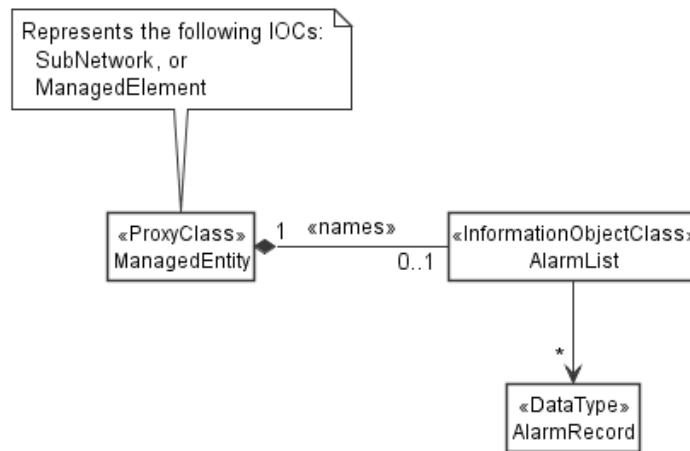 Represents the following IOCs:
SubNetwork, or
ManagedElement
«ProxyClass»
ManagedEntity
1
«names»
0..1
«InformationObjectClass»
AlarmList
*
«DataType»
AlarmRecord